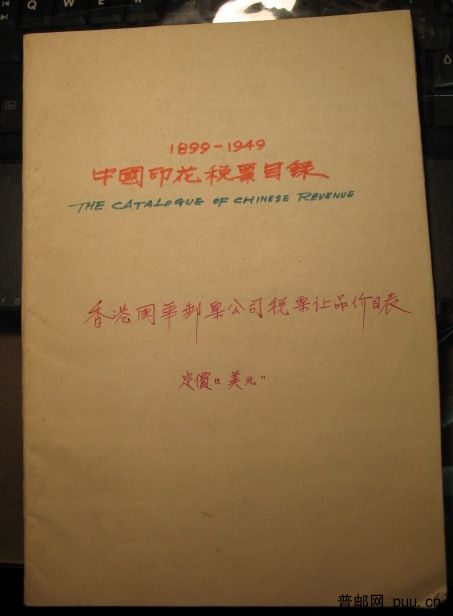 1899-1949
中國印花稅票目錄
THE CATALOGUE OF CHINESE REVENUE
香港國華郵票公司稅票让品价目表
定價"美元"
普邮网 puu.cn